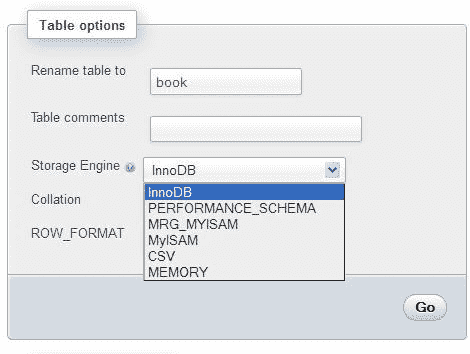 Table options
Rename table to book
Table comments
Storage Engine InnoDB
InnoDB
Collation
PERFORMANCE_SCHEMA
MRG_MYISAM
ROW_FORMAT
MyISAM
CSV
MEMORY
Go